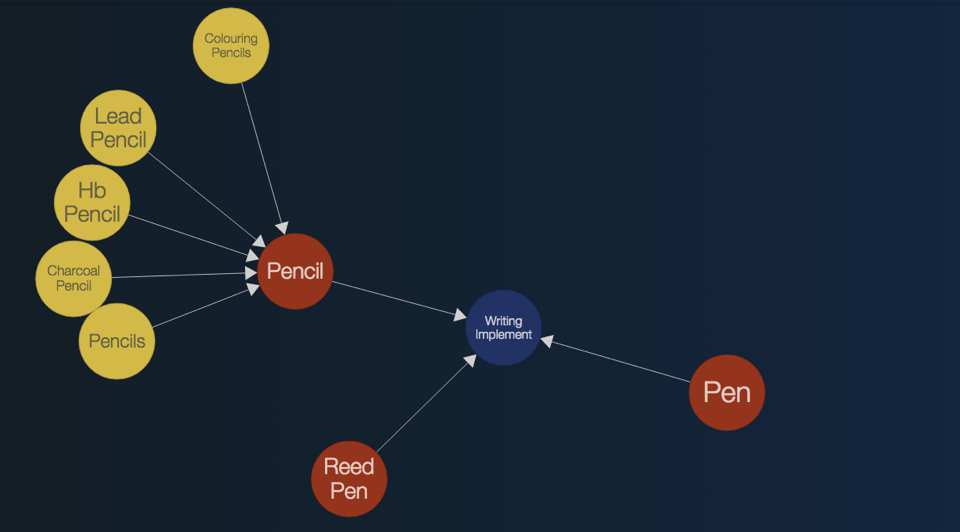 Colouring
Pencils
Lead
Pencil
Hb
Pencil
Charcoal
Pencil
Pencils
Pencil
Writing
Implement
Pen
Reed
Pen